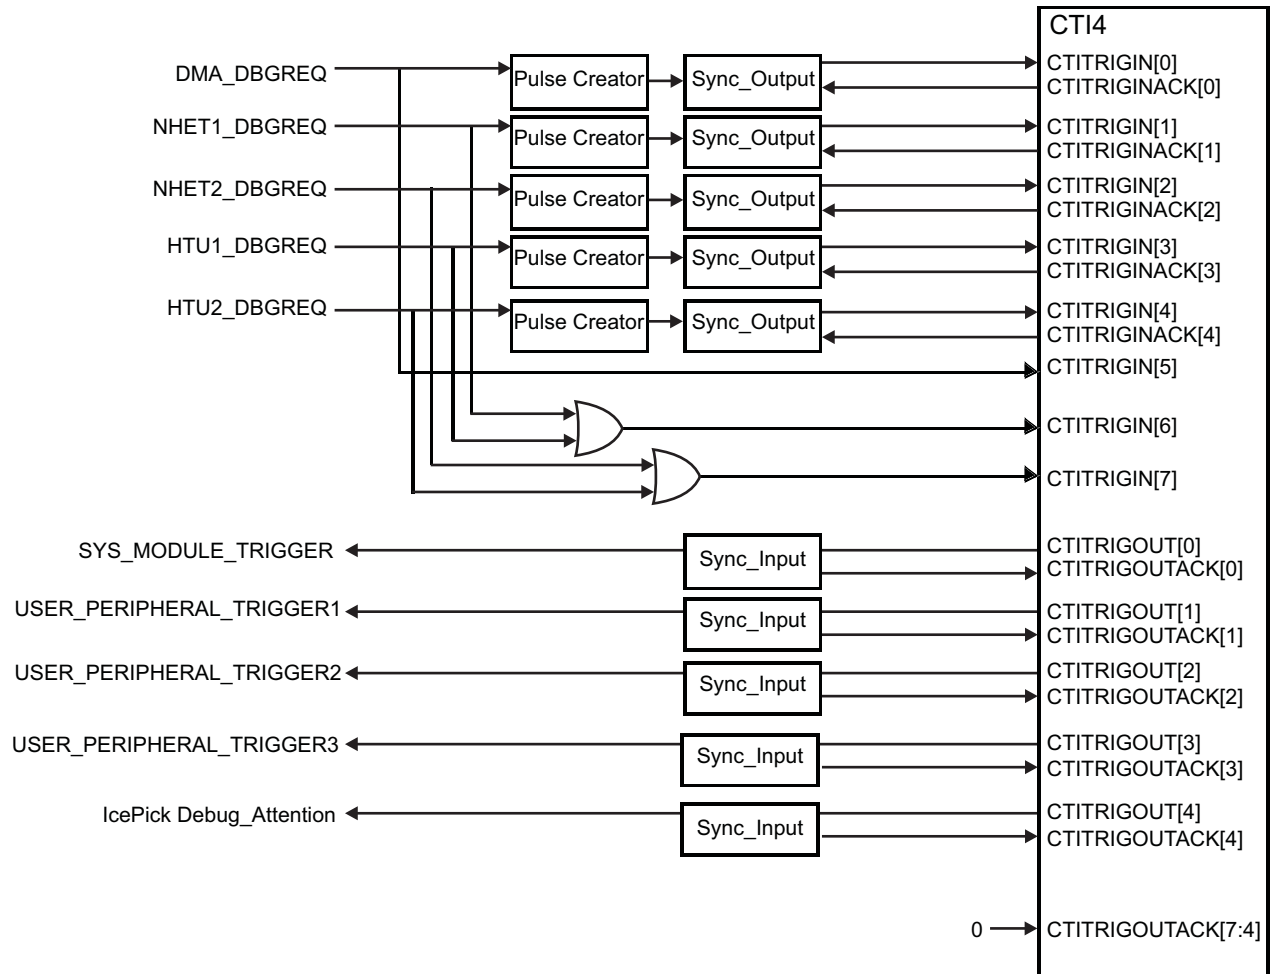 CTI4
DMA_DBGREQ Pulse Creator Sync_Output CTITRIGIN[0]
CTITRIGINACK[0]
NHET1_DBGREQ Pulse Creator Sync_Output CTITRIGIN[1]
CTITRIGINACK[1]
NHET2_DBGREQ Pulse Creator Sync_Output CTITRIGIN[2]
CTITRIGINACK[2]
HTU1_DBGREQ Pulse Creator Sync_Output CTITRIGIN[3]
CTITRIGINACK[3]
HTU2_DBGREQ Pulse Creator Sync_Output CTITRIGIN[4]
CTITRIGINACK[4]
CTITRIGIN[5]
CTITRIGIN[6]
CTITRIGIN[7]
SYS_MODULE_TRIGGER Sync_Input CTITRIGOUT[0]
CTITRIGOUTACK[0]
USER_PERIPHERAL_TRIGGER1 Sync_Input CTITRIGOUT[1]
CTITRIGOUTACK[1]
USER_PERIPHERAL_TRIGGER2 Sync_Input CTITRIGOUT[2]
CTITRIGOUTACK[2]
USER_PERIPHERAL_TRIGGER3 Sync_Input CTITRIGOUT[3]
CTITRIGOUTACK[3]
IcePick Debug_Attention Sync_Input CTITRIGOUT[4]
CTITRIGOUTACK[4]
0 CTITRIGOUTACK[7:4]